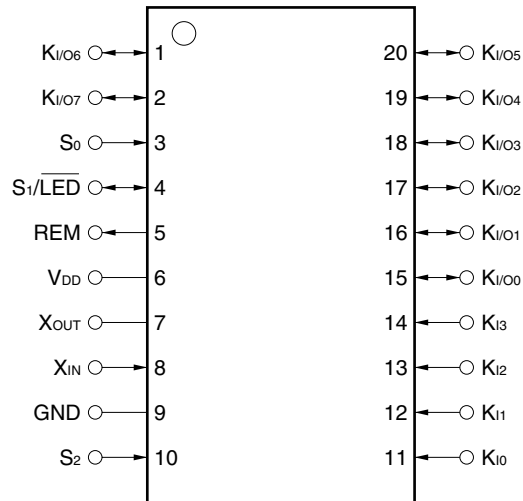 KI/O6 1 20 KI/O5
KI/O7 2 19 KI/O4
S0 3 18 KI/O3
S1/LED 4 17 KI/O2
REM 5 16 KI/O1
VDD 6 15 KI/O0
XOUT 7 14 KI3
XIN 8 13 KI2
GND 9 12 KI1
S2 10 11 KI0